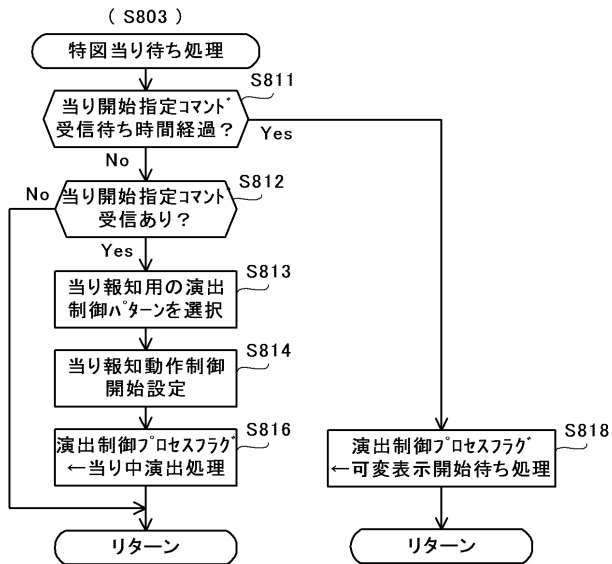 ( S803 )
特図当り待ち処理
S811
当り開始指定ｺﾏﾝﾄﾞ
受信待ち時間経過？
Yes
No
S812
No
当り開始指定ｺﾏﾝﾄﾞ
受信あり？
Yes
S813
当り報知用の演出
制御ﾊﾟﾀｰﾝを選択
S814
当り報知動作制御
開始設定
S816
演出制御ﾌﾟﾛｾｽﾌﾗｸﾞ
←当り中演出処理
S818
演出制御ﾌﾟﾛｾｽﾌﾗｸﾞ
←可変表示開始待ち処理
リターン
リターン